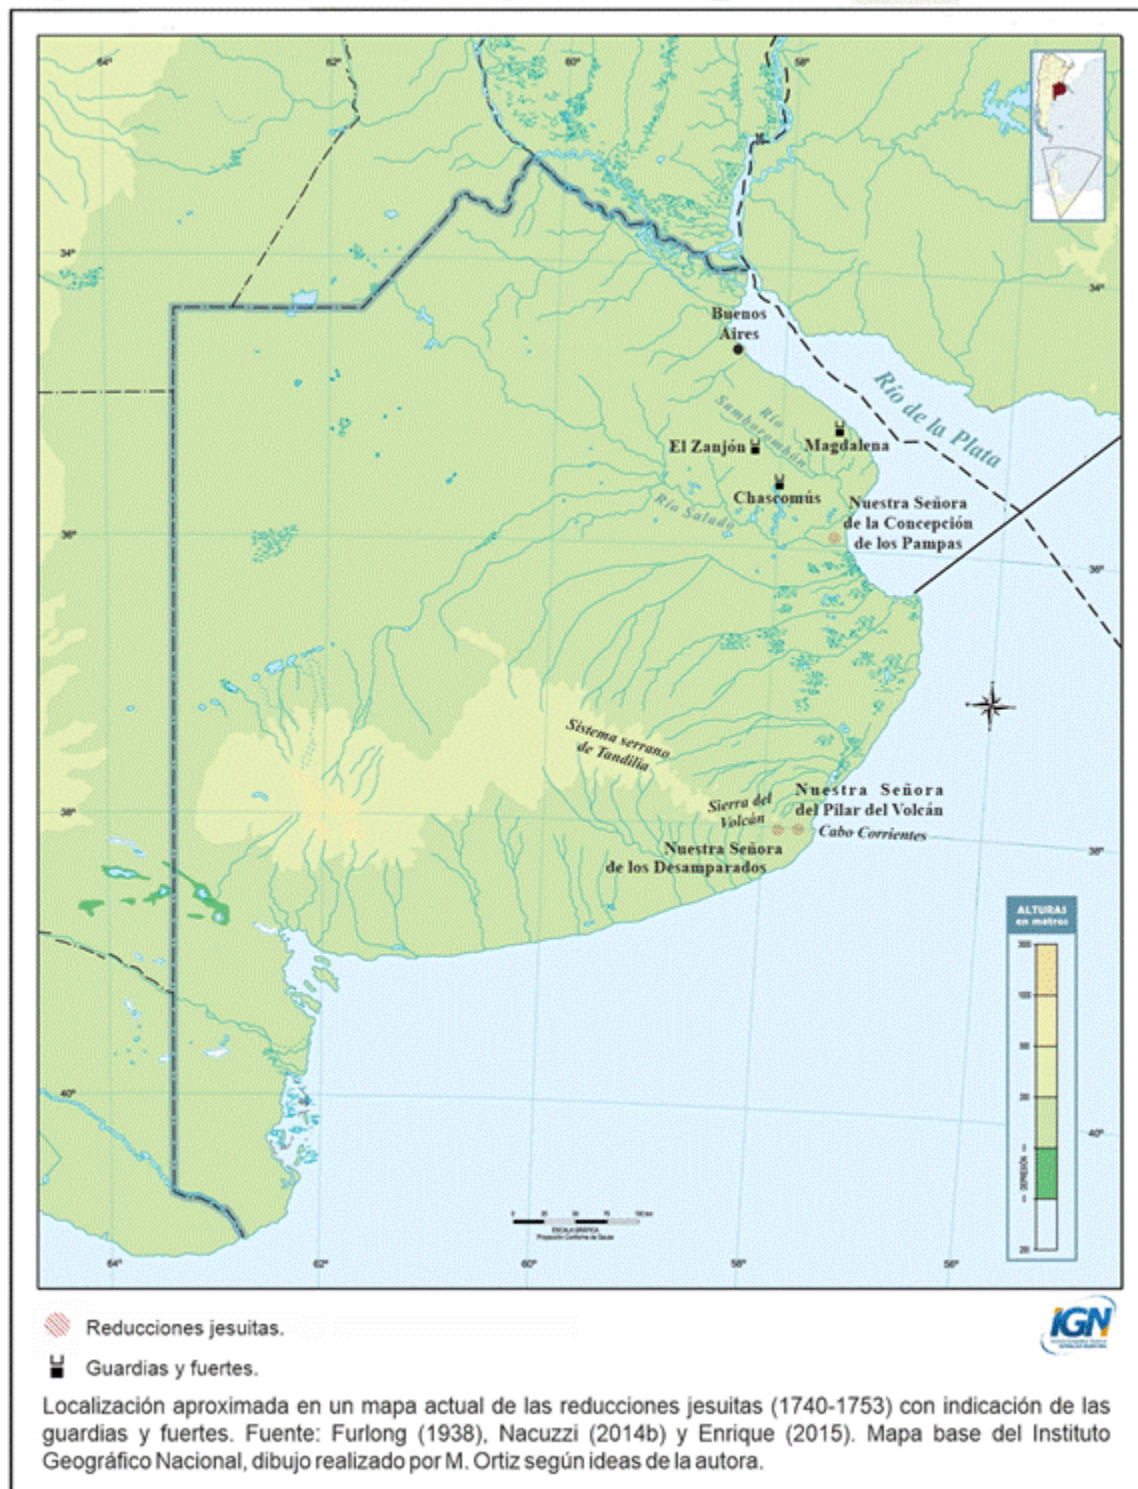 64°
62°
60°
58°
34°
34°
Buenos
Aires
Río de la Plata
Río
Samborombón
El Zanjón
Magdalena
Chascomús
Río Salado
Nuestra Señora
de la Concepción
de los Pampas
36°
36°
Sistema serrano
de Tandilia
Sierra del
Volcán
Nuestra Señora
del Pilar del Volcán
Cabo Corrientes
Nuestra Señora
de los Desamparados
38°
38°
ALTURAS
en metros
DEPRESIÓN
40°
40°
ESCALA GRÁFICA
64°
62°
60°
58°
56°
Reducciones jesuitas.
IGN
Guardias y fuertes.
Localización aproximada en un mapa actual de las reducciones jesuitas (1740-1753) con indicación de las
guardias y fuertes. Fuente: Furlong (1938), Nacuzzi (2014b) y Enrique (2015). Mapa base del Instituto
Geográfico Nacional, dibujo realizado por M. Ortiz según ideas de la autora.